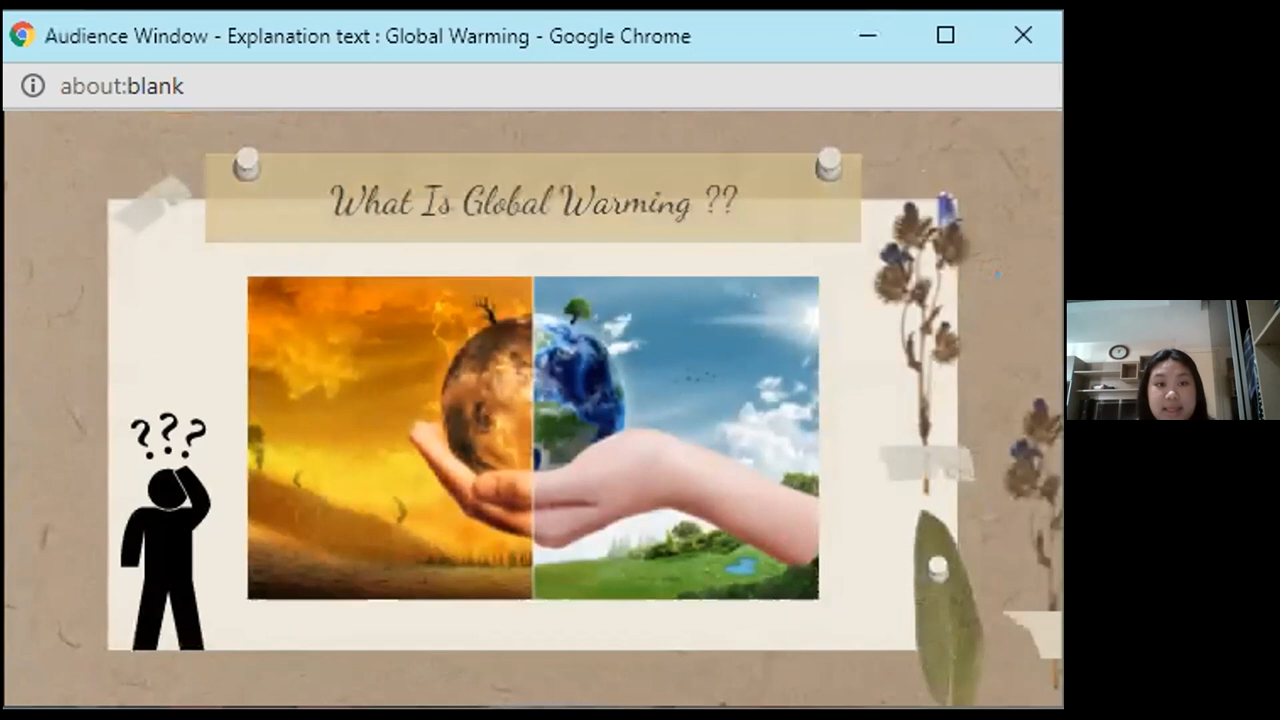 Audience Window - Explanation text : Global Warming - Google Chrome
about:blank
What Is Global Warming ??
???